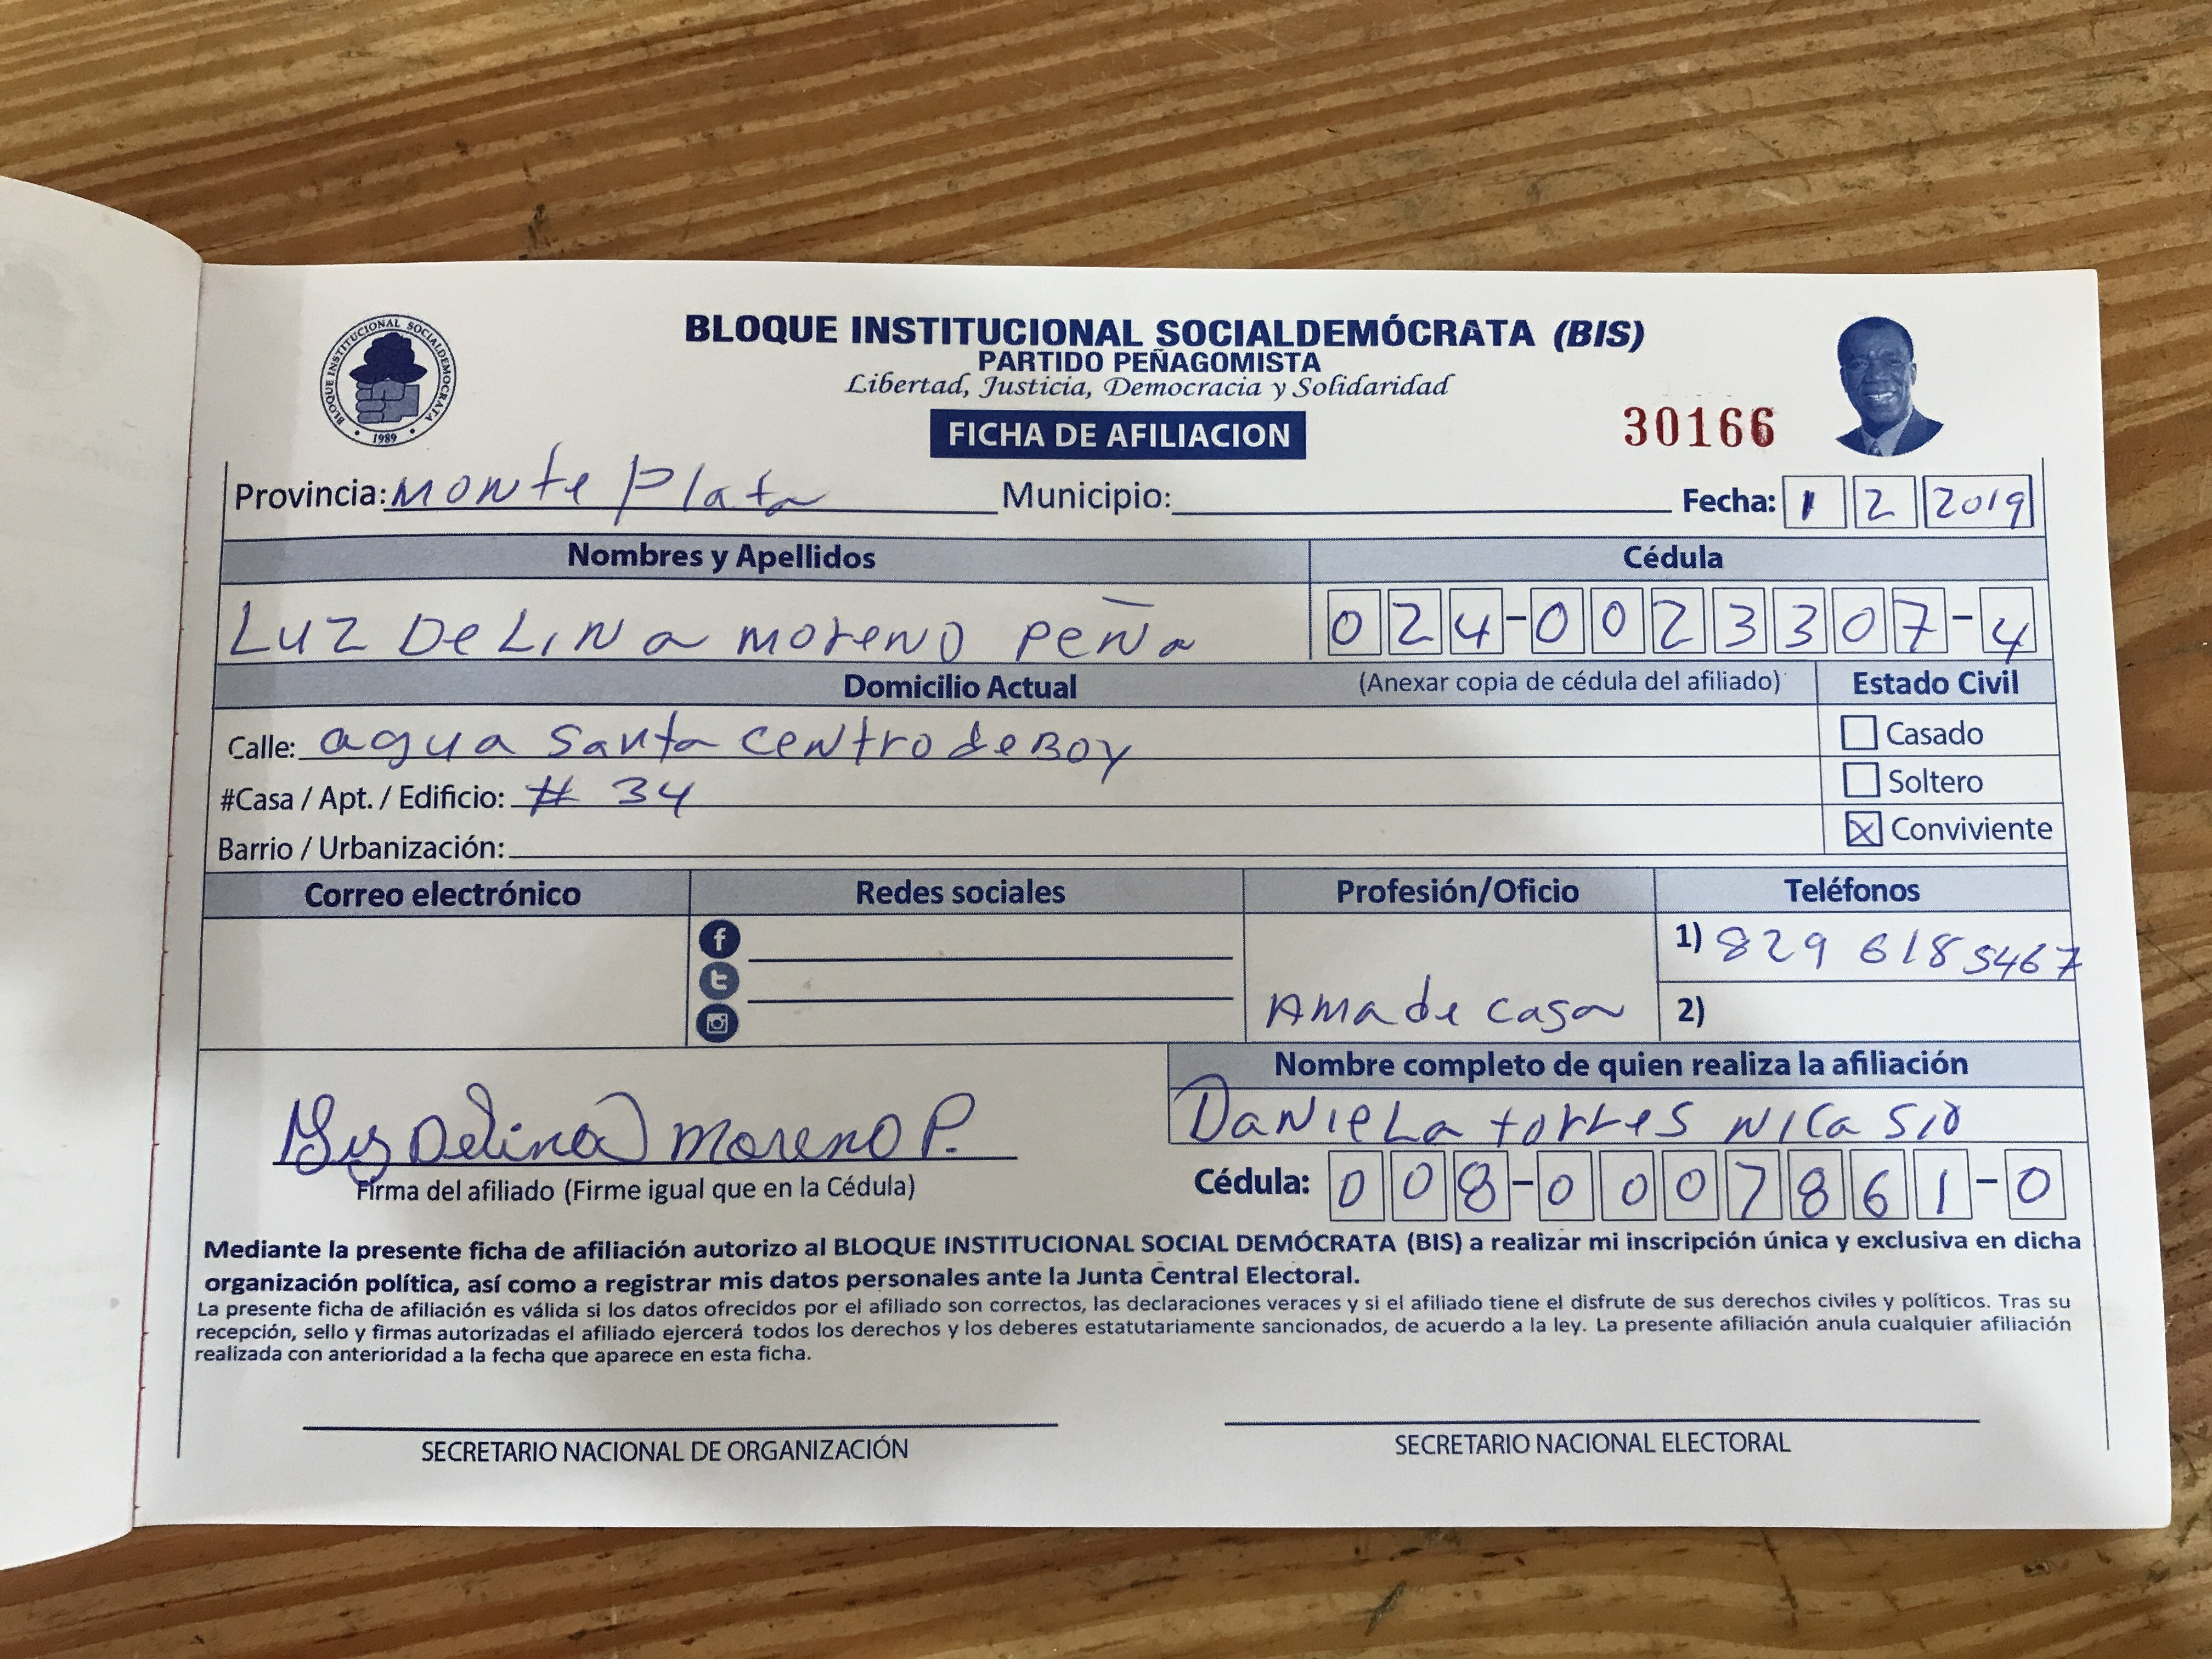 BLOQUE INSTITUCIONAL SOCIALDEMOCRATA
1989
BLOQUE INSTITUCIONAL SOCIALDEMÓCRATA (BIS)
PARTIDO PEÑAGOMISTA
Libertad, Justicia, Democracia y Solidaridad
FICHA DE AFILIACION
30166
Provincia: Monte Plata Municipio: Fecha: 1 2 2019
Nombres y Apellidos Cédula
LUZ DeLINa moreno Peña 024-0023307-4
Domicilio Actual (Anexar copia de cédula del afiliado) Estado Civil
Calle: agua santa centro de Boy
Casado
#Casa / Apt. / Edificio: # 34
Soltero
Barrio / Urbanización:
Conviviente
Correo electrónico Redes sociales Profesión/Oficio Teléfonos
1) 829 618 5467
Ama de casa 2)
Nombre completo de quien realiza la afiliación
DaNieLa torres Nicasio
Delina moreno P.
Firma del afiliado (Firme igual que en la Cédula)
Cédula: 008-0007861-0
Mediante la presente ficha de afiliación autorizo al BLOQUE INSTITUCIONAL SOCIAL DEMÓCRATA (BIS) a realizar mi inscripción única y exclusiva en dicha
organización política, así como a registrar mis datos personales ante la Junta Central Electoral.
La presente ficha de afiliación es válida si los datos ofrecidos por el afiliado son correctos, las declaraciones veraces y si el afiliado tiene el disfrute de sus derechos civiles y políticos. Tras su
recepción, sello y firmas autorizadas el afiliado ejercerá todos los derechos y los deberes estatutariamente sancionados, de acuerdo a la ley. La presente afiliación anula cualquier afiliación
realizada con anterioridad a la fecha que aparece en esta ficha.
SECRETARIO NACIONAL DE ORGANIZACIÓN SECRETARIO NACIONAL ELECTORAL